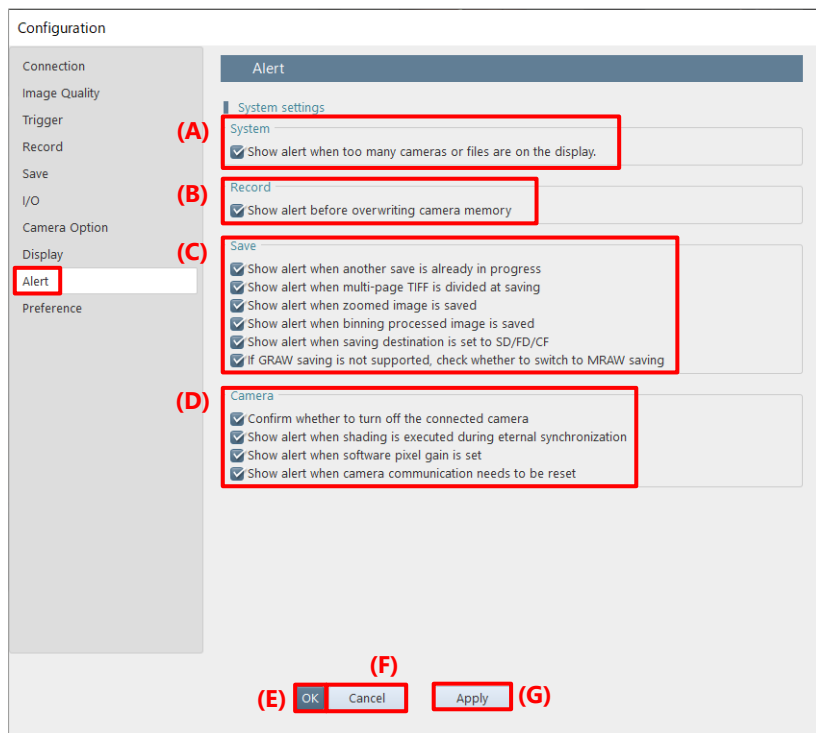 Configuration
Connection
Image Quality
Trigger
Record
Save
I/O
Camera Option
Display
Alert
Preference
Alert
System settings
(A)
System
Show alert when too many cameras or files are on the display.
(B)
Record
Show alert before overwriting camera memory
(C)
Save
Show alert when another save is already in progress
Show alert when multi-page TIFF is divided at saving
Show alert when zoomed image is saved
Show alert when binning processed image is saved
Show alert when saving destination is set to SD/FD/CF
If GRAW saving is not supported, check whether to switch to MRAW saving
(D)
Camera
Confirm whether to turn off the connected camera
Show alert when shading is executed during eternal synchronization
Show alert when software pixel gain is set
Show alert when camera communication needs to be reset
(E)
OK
(F)
Cancel
Apply
(G)